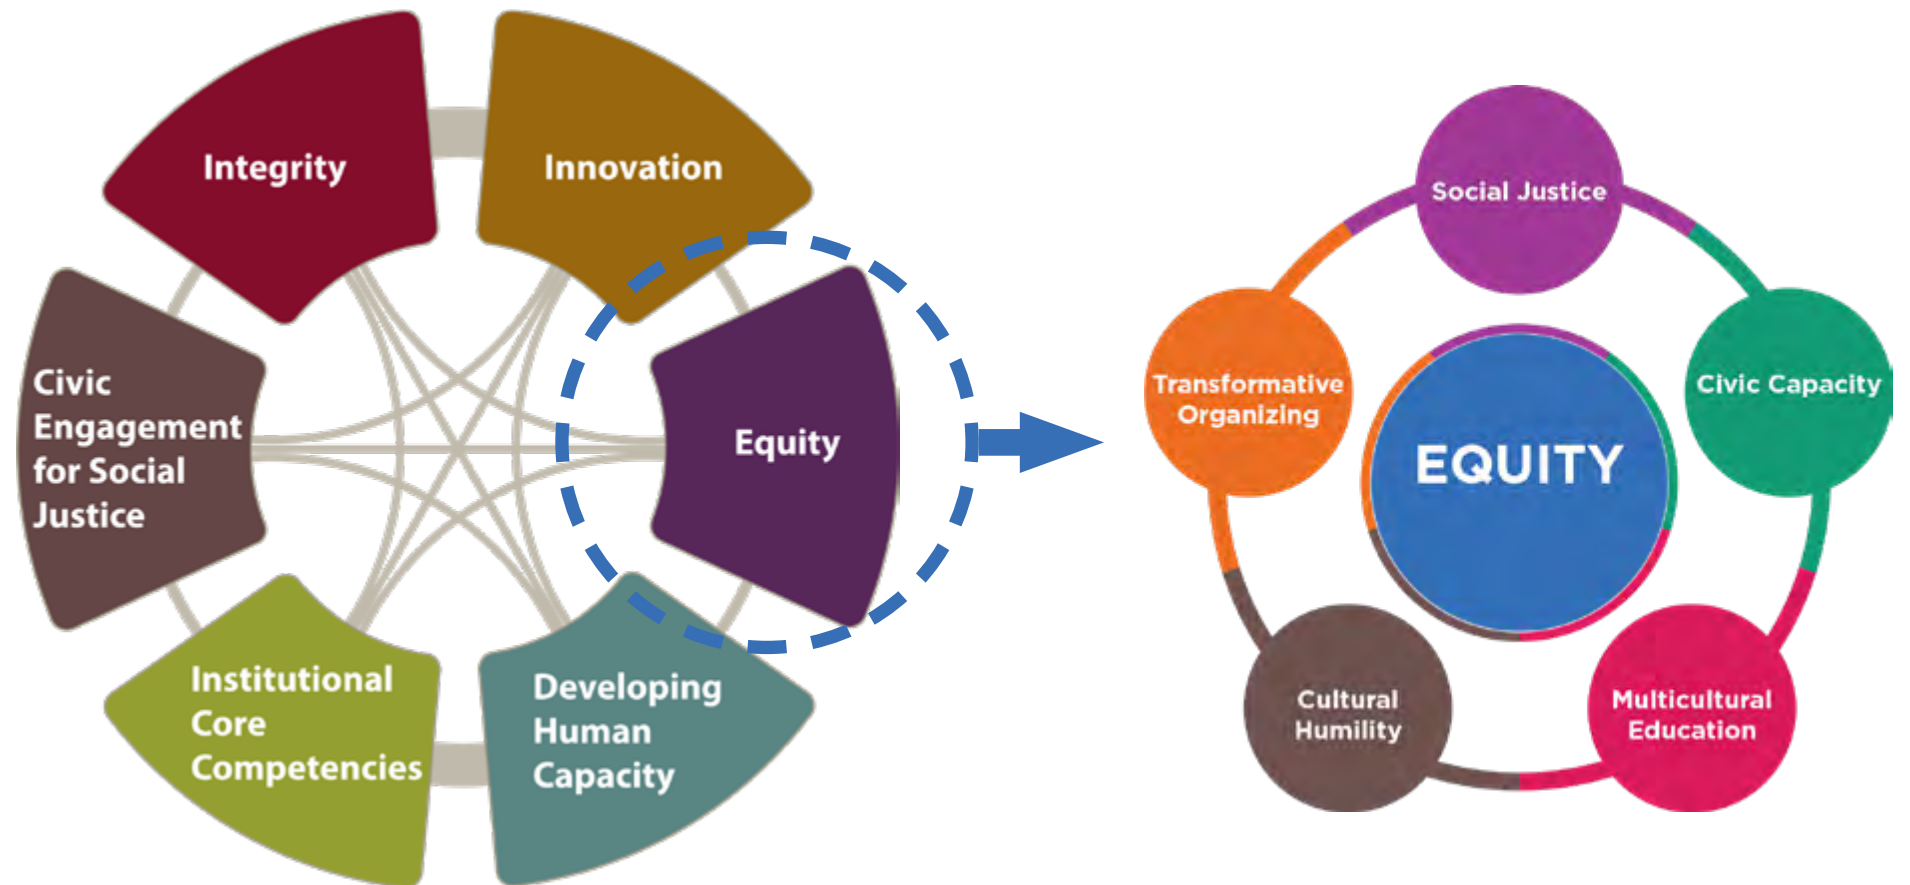 Integrity
Innovation
Civic
Engagement
for Social
Justice
Equity
Institutional
Core
Competencies
Developing
Human
Capacity
Social Justice
Transformative
Organizing
Civic Capacity
EQUITY
Cultural
Humility
Multicultural
Education